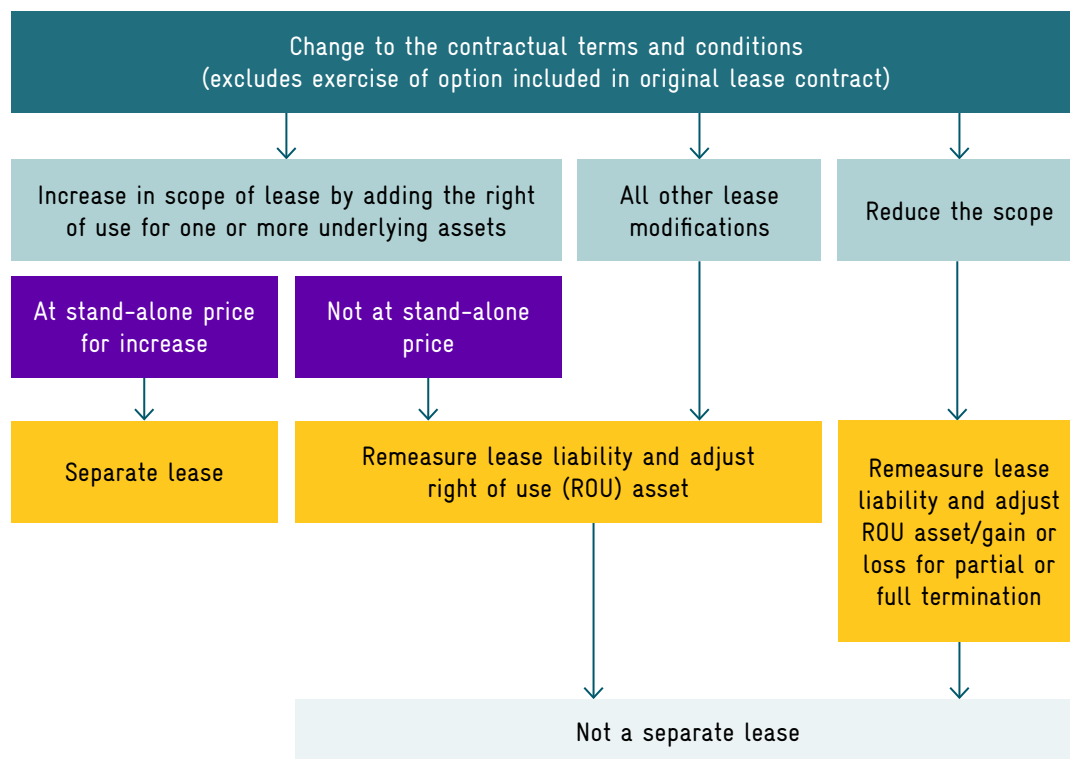 Change to the contractual terms and conditions
(excludes exercise of option included in original lease contract)
Increase in scope of lease by adding the right
of use for one or more underlying assets
All other lease
modifications
Reduce the scope
At stand-alone price
for increase
Not at stand-alone
price
Separate lease
Remeasure lease liability and adjust
right of use (ROU) asset
Remeasure lease
liability and adjust
ROU asset/gain or
loss for partial or
full termination
Not a separate lease